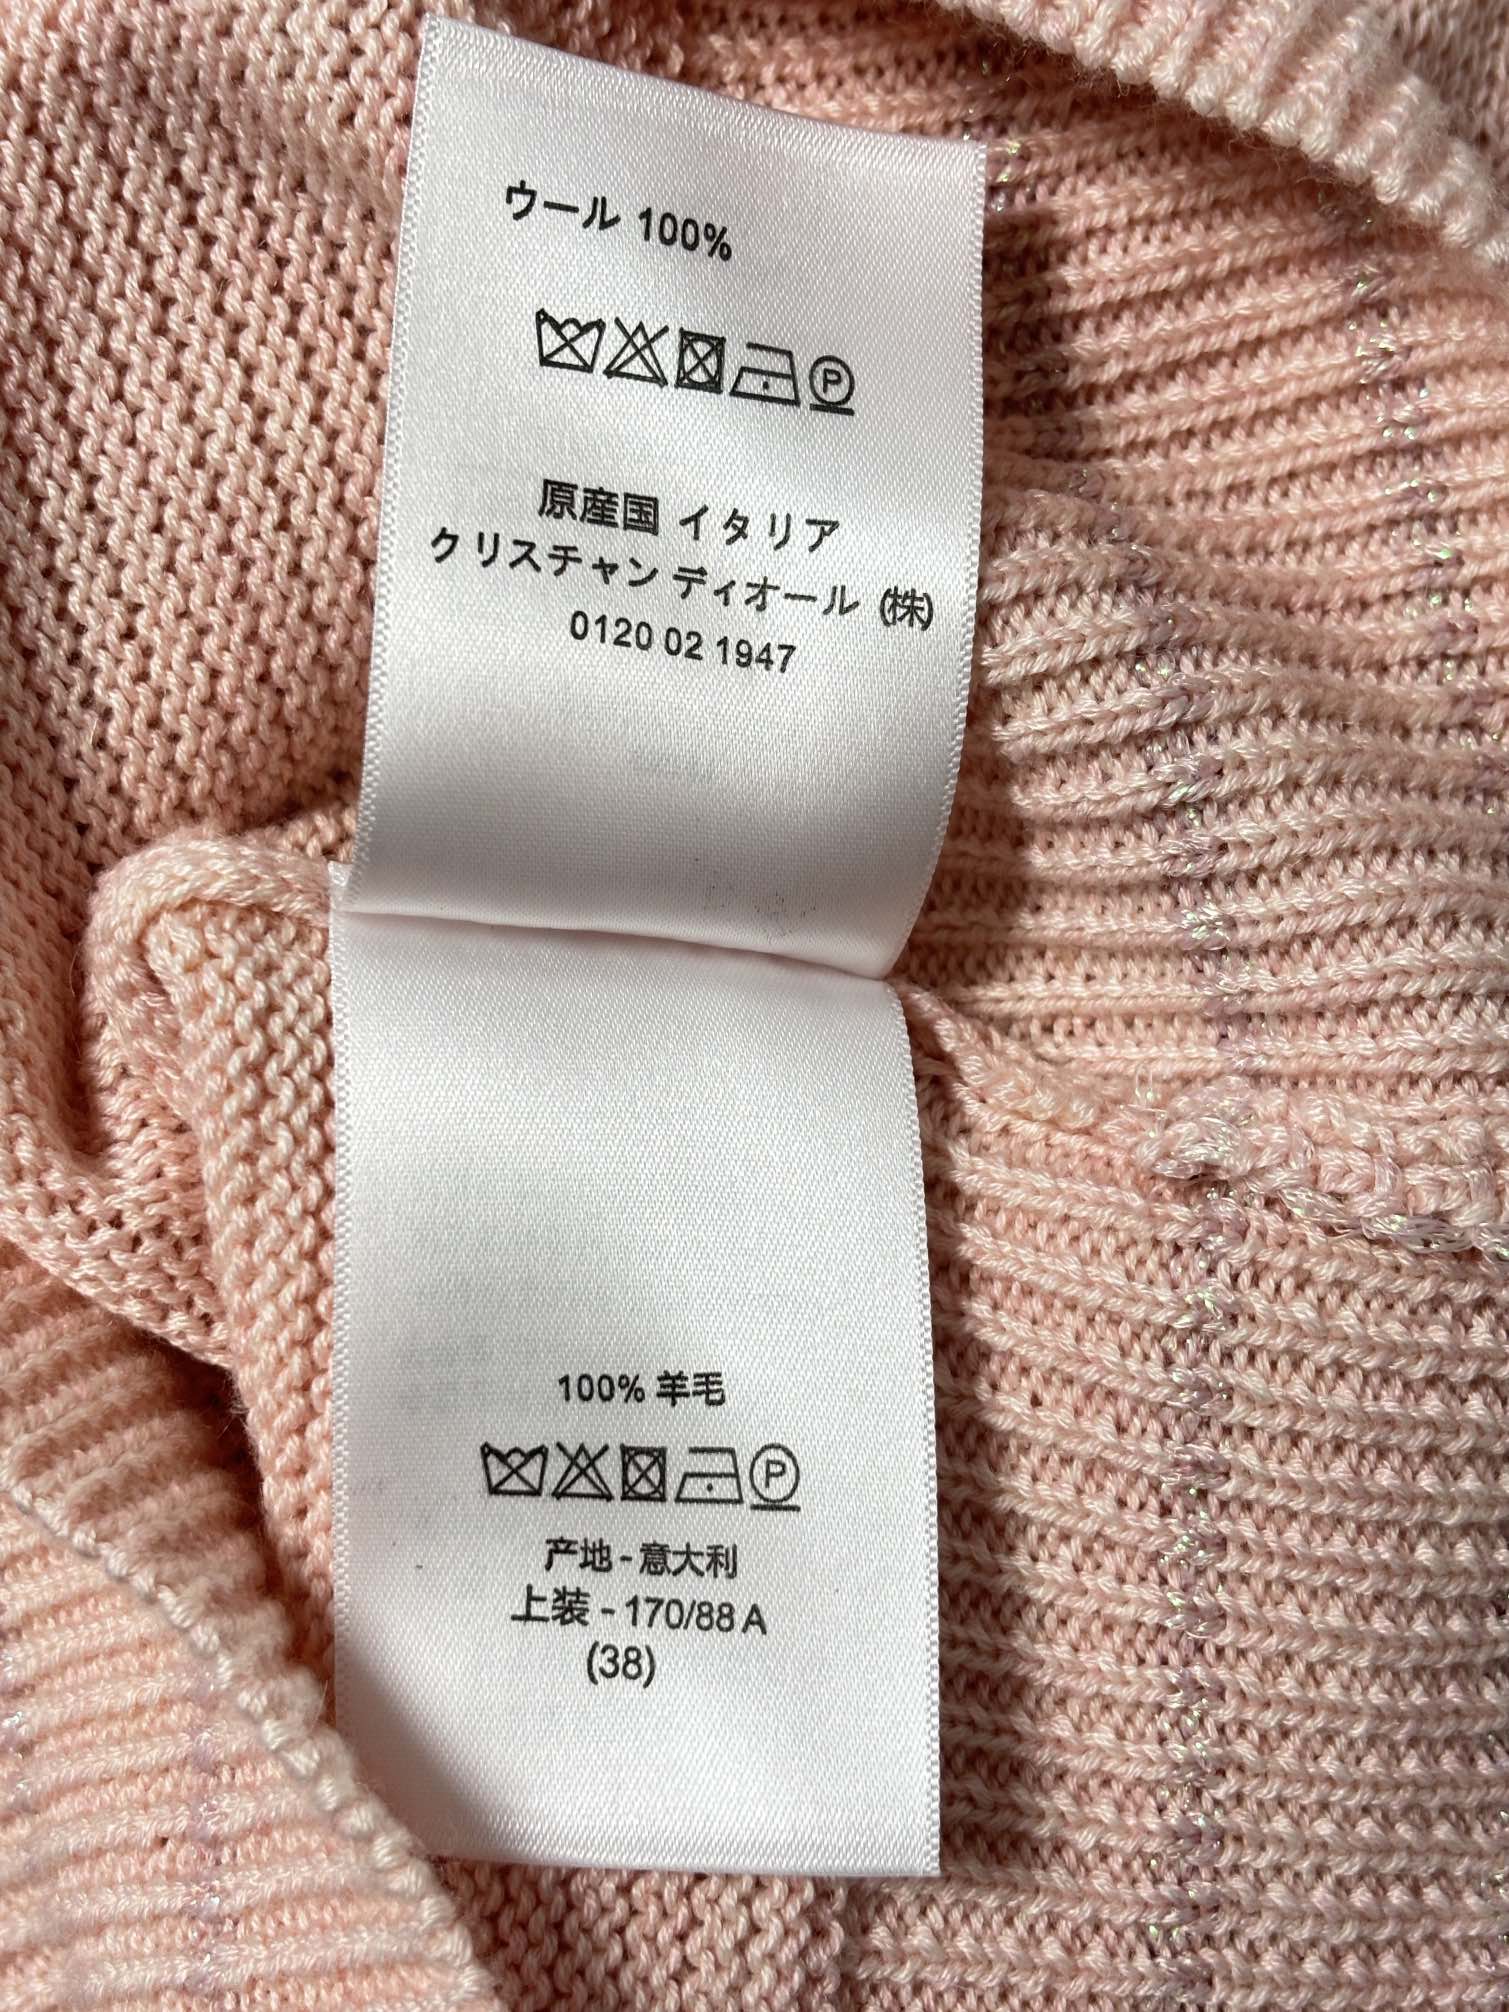 ウール 100%
P
原産国 イタリア
クリスチャン ディオール (株)
0120 02 1947
100% 羊毛
P
产地 - 意大利
上装 - 170/88 A
(38)